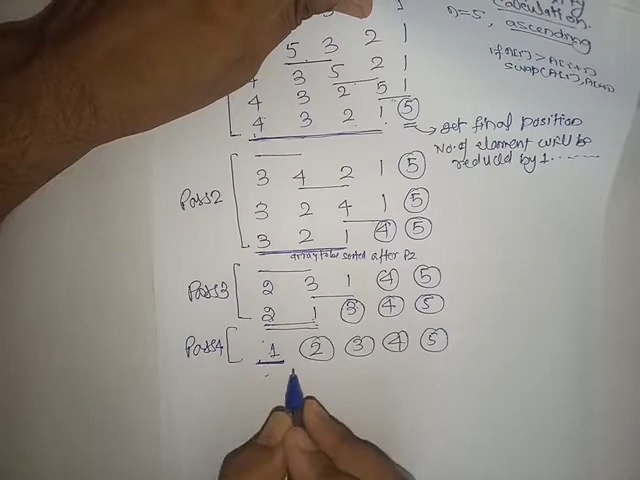 calculation.
n=5, ascending
if A[i] > A[i+1]
swap(A[i], A[i+1])
5 3 2 1
4 3 5 2 1
4 3 2 5 1
4 3 2 1 5
get final position
No. of element will be
reduced by 1.......
Pass2
3 4 2 1 5
3 2 4 1 5
3 2 1 4 5
array to be sorted after P2
Pass3
2 3 1 4 5
2 1 3 4 5
Pass4
1 2 3 4 5